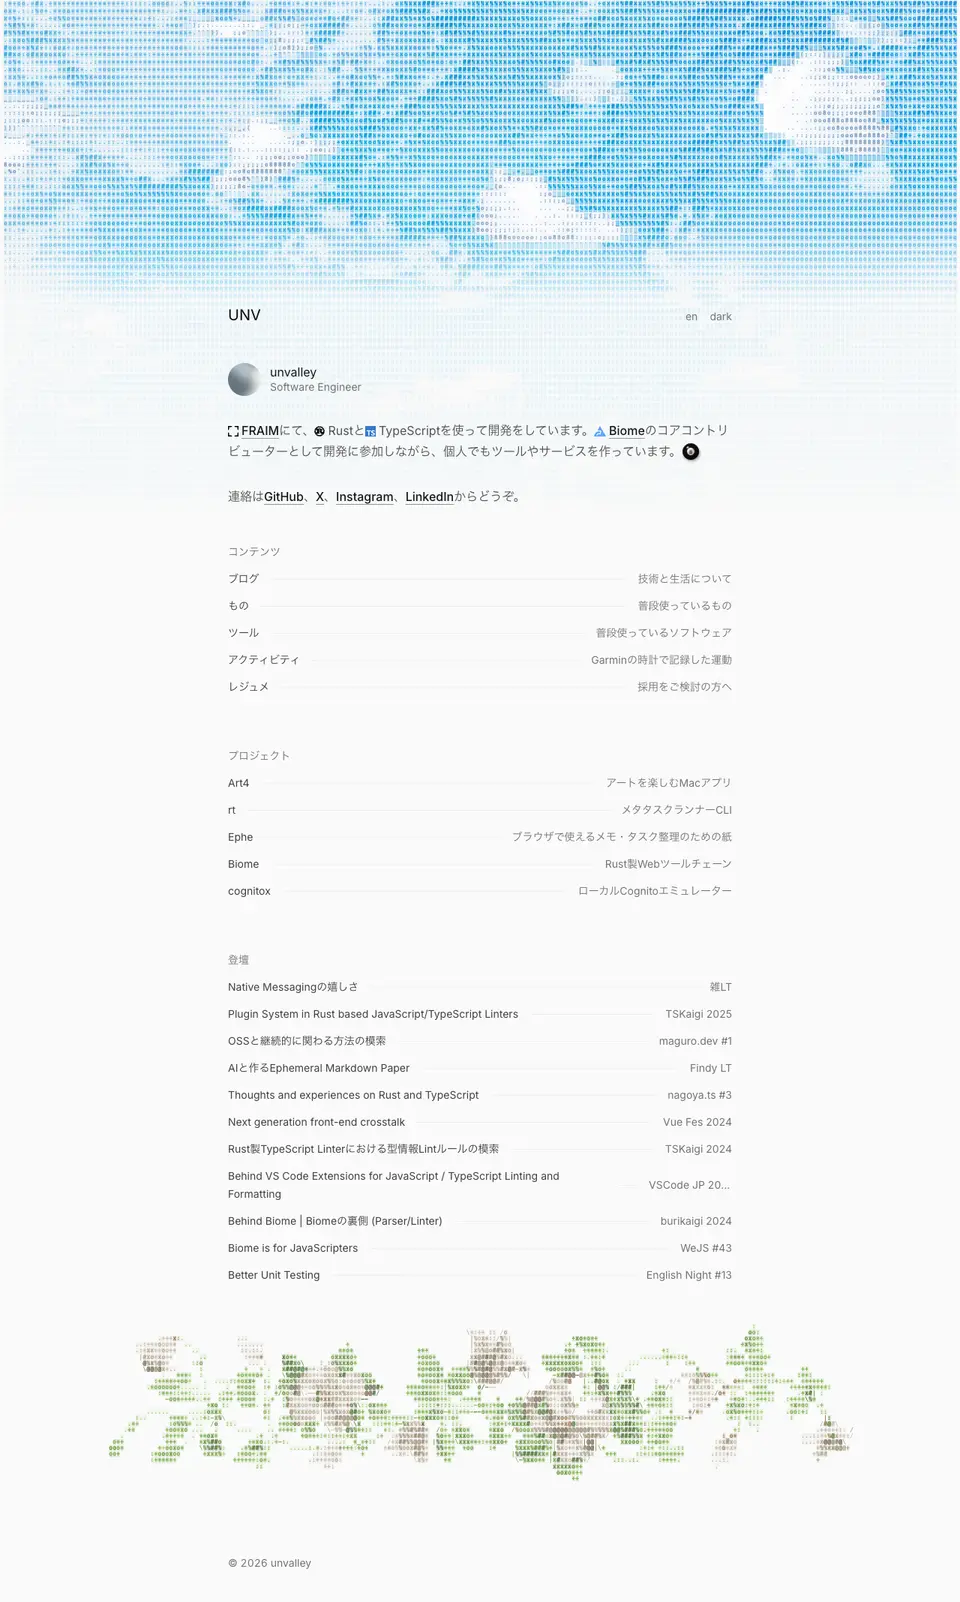 UNV
en dark
unvalley
Software Engineer
FRAIMにて、 RustとTS TypeScriptを使って開発をしています。 Biomeのコアコントリ
ビューターとして開発に参加しながら、個人でもツールやサービスを作っています。
連絡はGitHub、X、Instagram、LinkedInからどうぞ。
コンテンツ
ブログ 技術と生活について
もの 普段使っているもの
ツール 普段使っているソフトウェア
アクティビティ Garminの時計で記録した運動
レジュメ 採用をご検討の方へ
プロジェクト
Art4 アートを楽しむMacアプリ
rt メタタスクランナーCLI
Ephe ブラウザで使えるメモ・タスク整理のための紙
Biome Rust製Webツールチェーン
cognitox ローカルCognitoエミュレーター
登壇
Native Messagingの嬉しさ 雑LT
Plugin System in Rust based JavaScript/TypeScript Linters TSKaigi 2025
OSSと継続的に関わる方法の模索 maguro.dev #1
AIと作るEphemeral Markdown Paper Findy LT
Thoughts and experiences on Rust and TypeScript nagoya.ts #3
Next generation front-end crosstalk Vue Fes 2024
Rust製TypeScript Linterにおける型情報Lintルールの模索 TSKaigi 2024
Behind VS Code Extensions for JavaScript / TypeScript Linting and
Formatting VSCode JP 20...
Behind Biome | Biomeの裏側 (Parser/Linter) burikaigi 2024
Biome is for JavaScripters WeJS #43
Better Unit Testing English Night #13
© 2026 unvalley